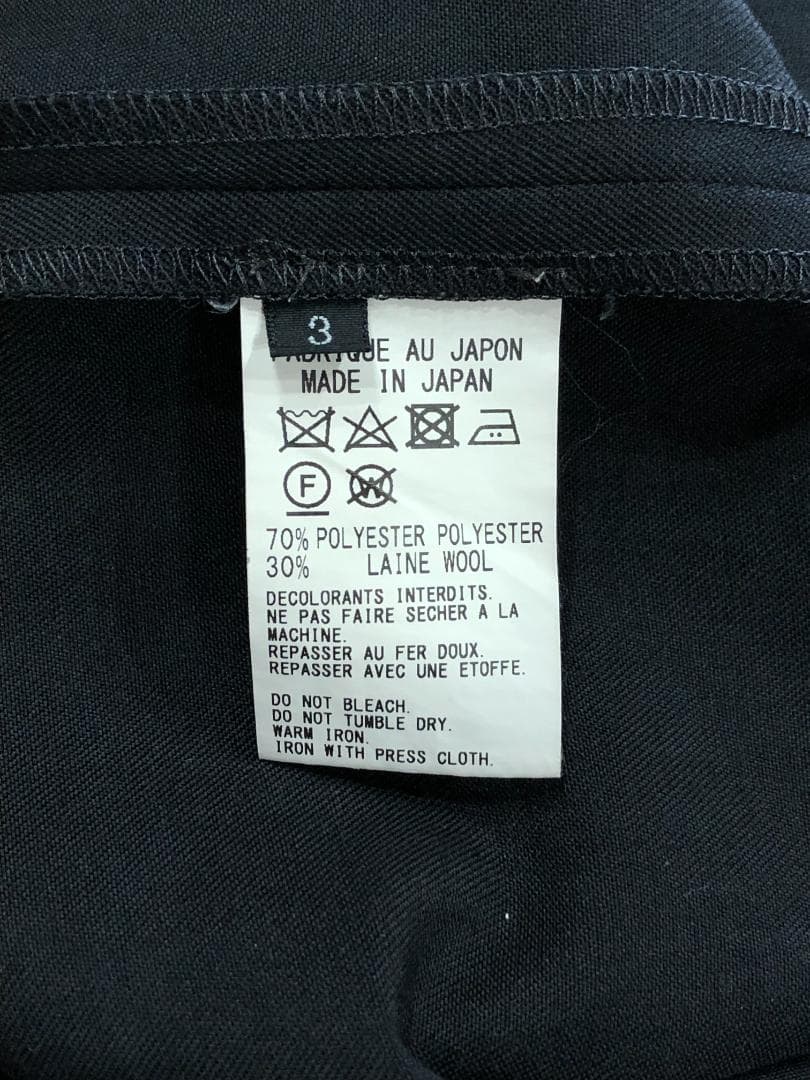 3
FABRIQUE AU JAPON
MADE IN JAPAN
F W
70% POLYESTER POLYESTER
30% LAINE WOOL
DECOLORANTS INTERDITS.
NE PAS FAIRE SECHER A LA
MACHINE.
REPASSER AU FER DOUX.
REPASSER AVEC UNE ETOFFE.
DO NOT BLEACH.
DO NOT TUMBLE DRY.
WARM IRON.
IRON WITH PRESS CLOTH.